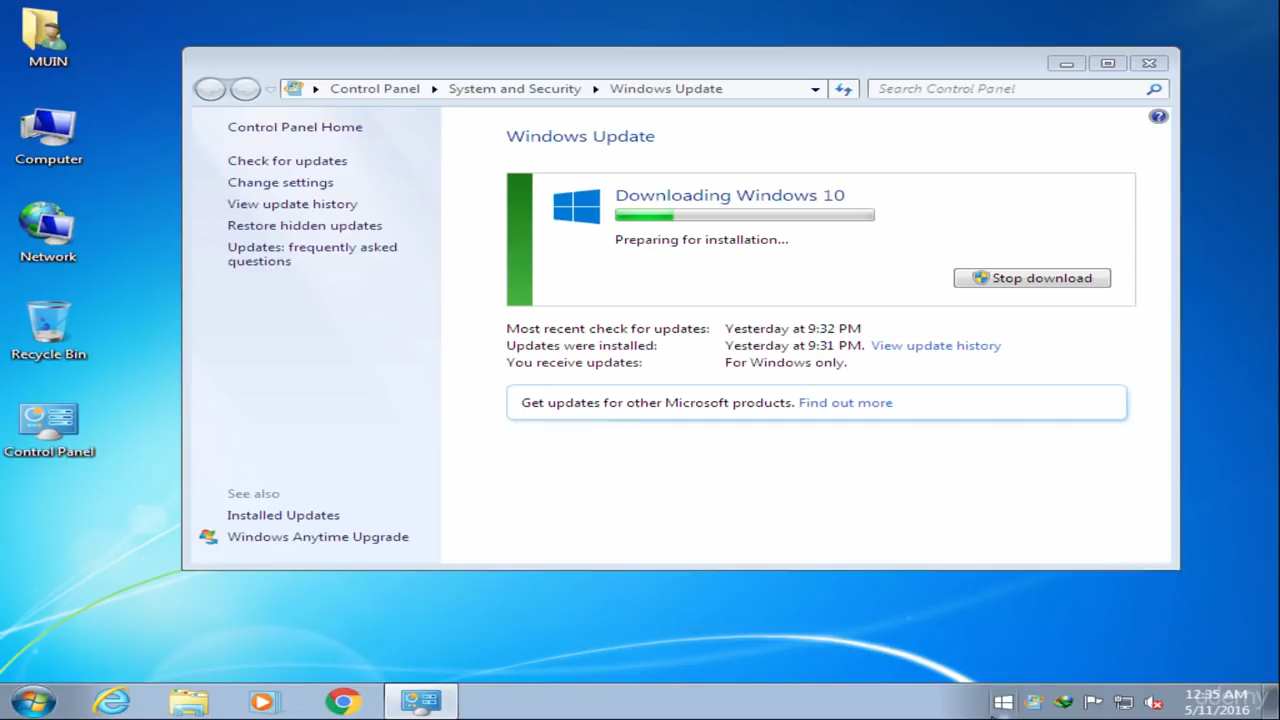 MUIN
Computer
Network
Recycle Bin
Control Panel
Control Panel
System and Security
Windows Update
Search Control Panel
Control Panel Home
Check for updates
Change settings
View update history
Restore hidden updates
Updates: frequently asked
questions
See also
Installed Updates
Windows Anytime Upgrade
Windows Update
Downloading Windows 10
Preparing for installation...
Stop download
Most recent check for updates: Yesterday at 9:32 PM
Updates were installed: Yesterday at 9:31 PM. View update history
You receive updates: For Windows only.
Get updates for other Microsoft products. Find out more
12:35 AM
5/11/2016
udemy